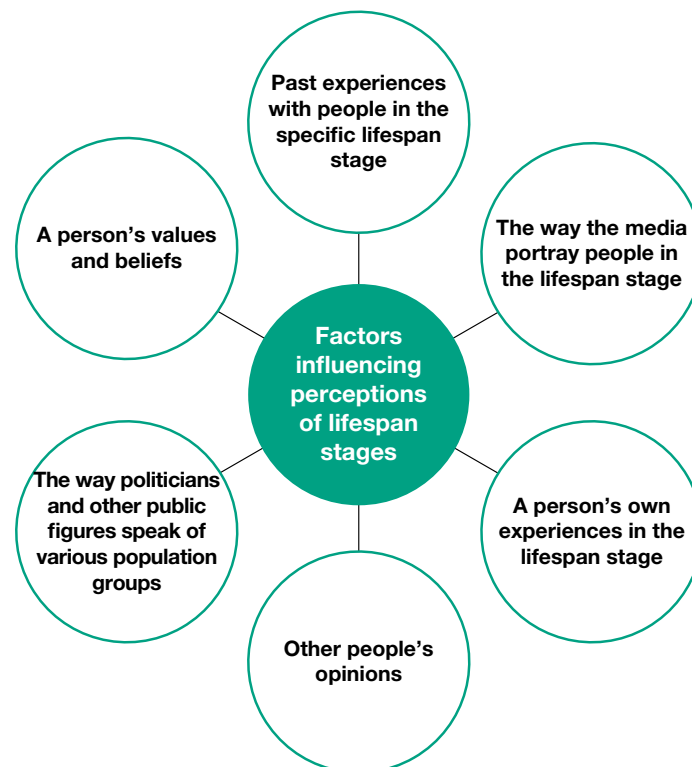 Past experiences
with people in the
specific lifespan
stage
A person's values
and beliefs
The way the media
portray people in
the lifespan stage
Factors
influencing
perceptions
of lifespan
stages
The way politicians
and other public
figures speak of
various population
groups
A person's own
experiences in the
lifespan stage
Other people's
opinions